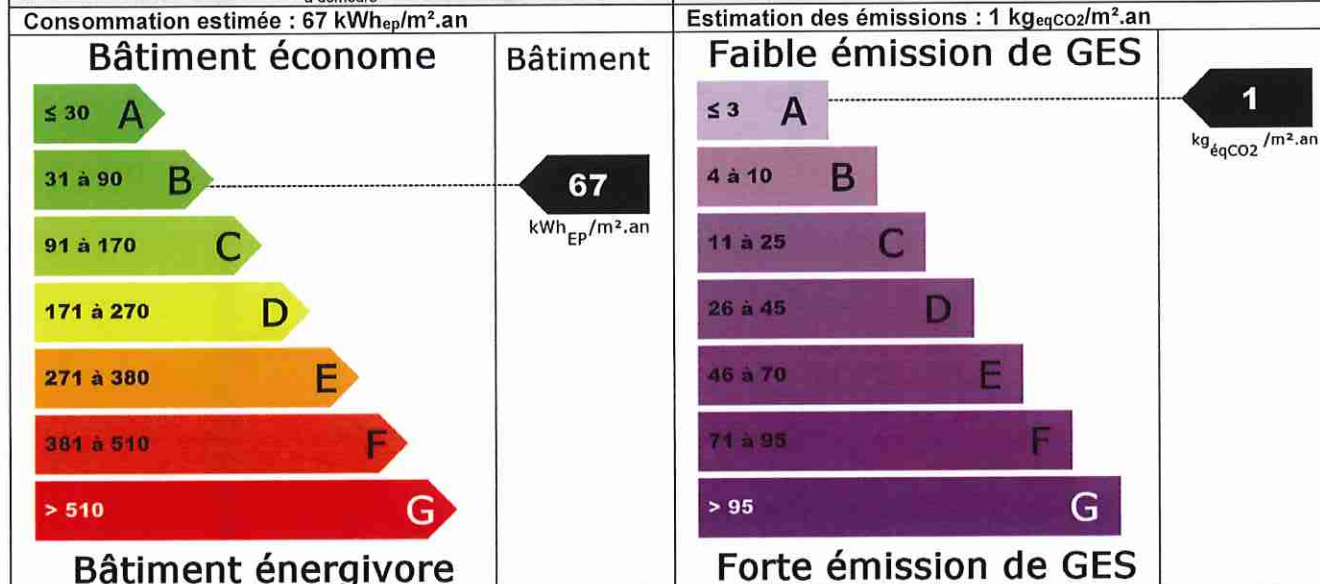 à demeure
Consommation estimée : 67 kWhep/m².an
Bâtiment économe
Bâtiment
≤ 30 A
31 à 90 B
67
kWhEP/m².an
91 à 170 C
171 à 270 D
271 à 380 E
381 à 510 F
> 510 G
Bâtiment énergivore
Estimation des émissions : 1 kgeqCO2/m².an
Faible émission de GES
≤ 3 A
1
kgéqCO2/m².an
4 à 10 B
11 à 25 C
26 à 45 D
46 à 70 E
71 à 95 F
> 95 G
Forte émission de GES